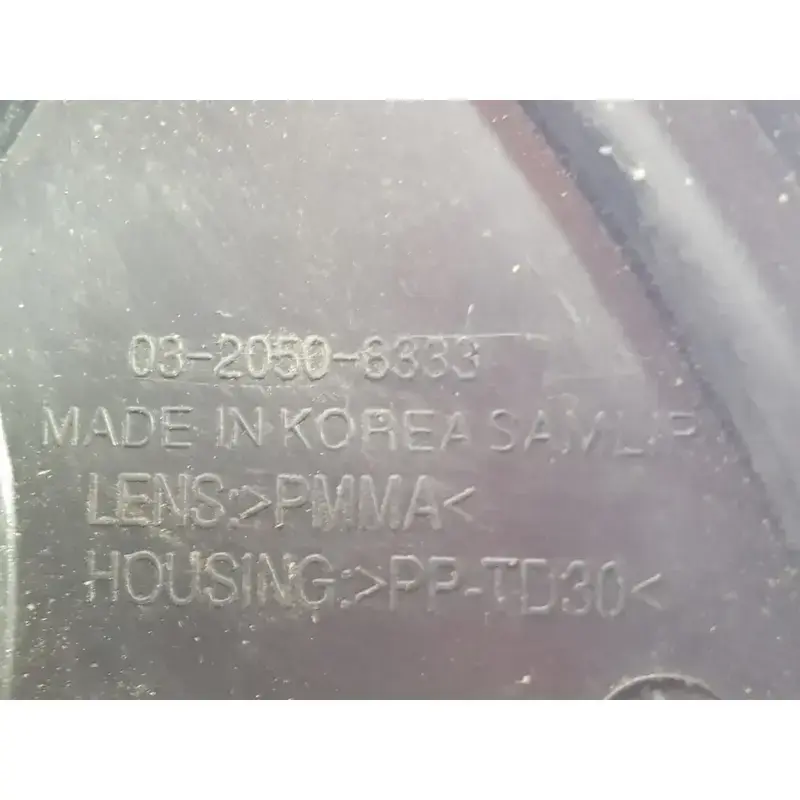 03-2050-6333
MADE IN KOREA SAMLIP
LENS:>PMMA<
HOUSING:>PP-TD30<